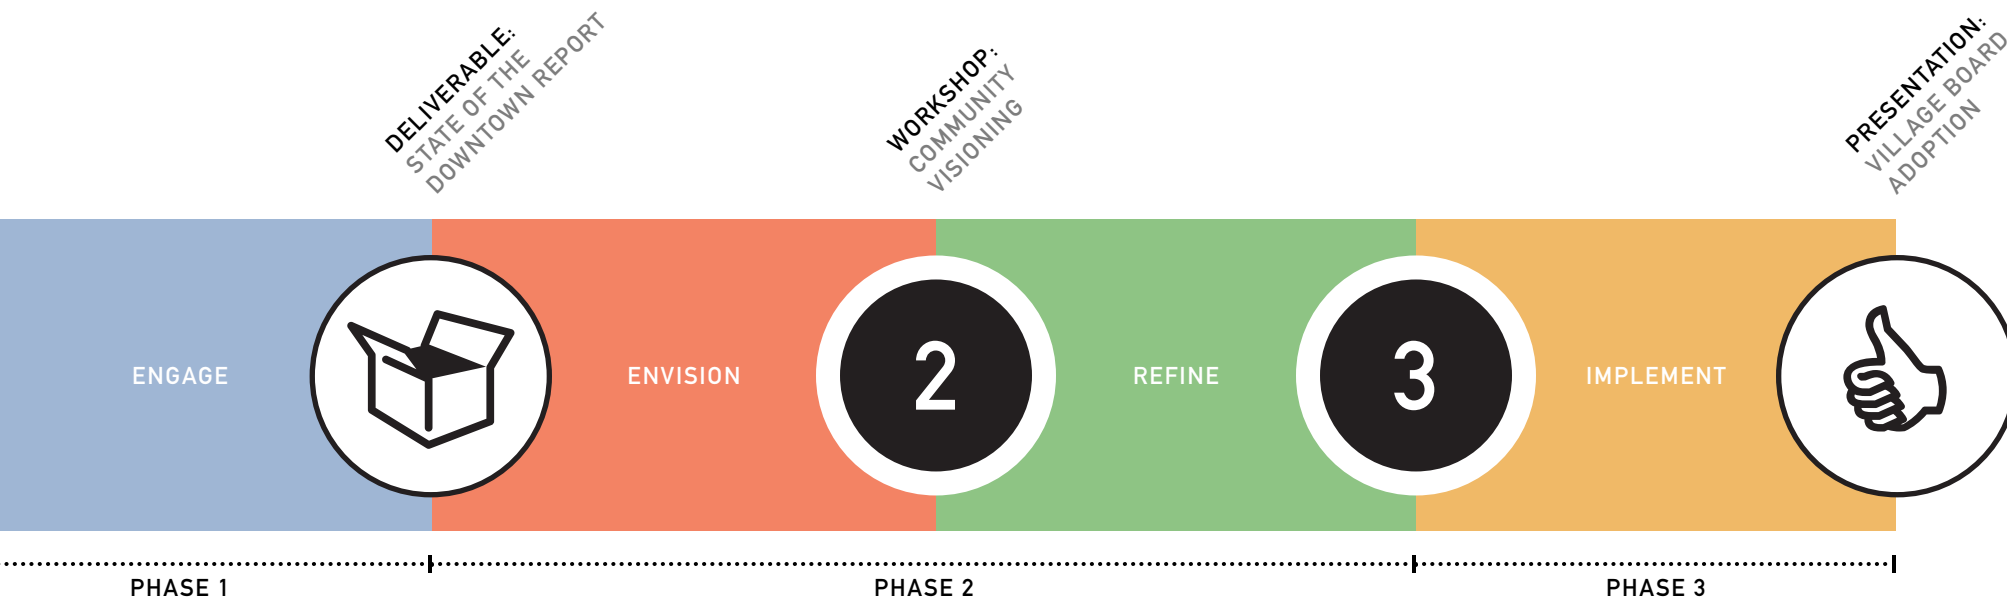 DELIVERABLE:
STATE OF THE
DOWNTOWN REPORT
WORKSHOP:
COMMUNITY
VISIONING
PRESENTATION:
VILLAGE BOARD
ADOPTION
ENGAGE
ENVISION
2
REFINE
3
IMPLEMENT
PHASE 1
PHASE 2
PHASE 3